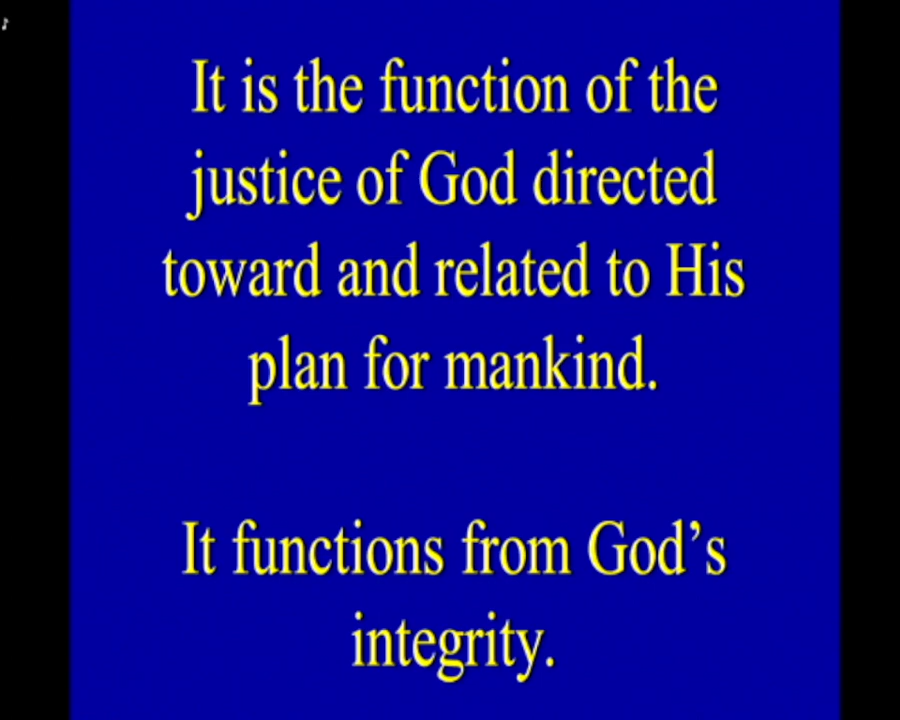 It is the function of the
justice of God directed
toward and related to His
plan for mankind.
It functions from God’s
integrity.